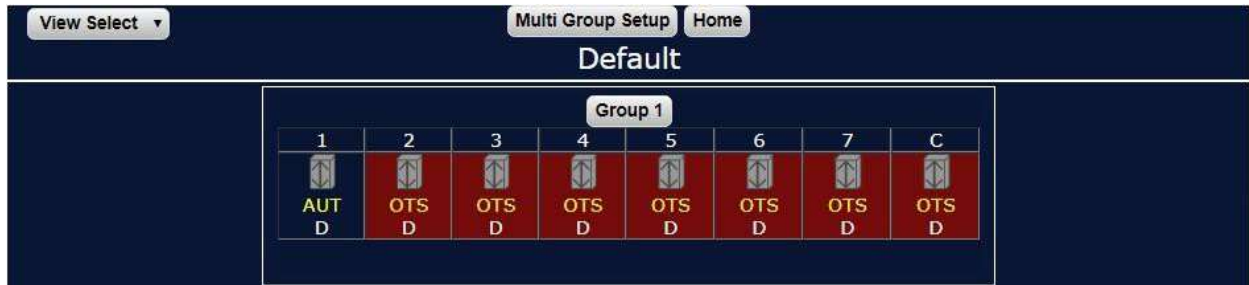 View Select ▼ Multi Group Setup Home
Default
Group 1
1 2 3 4 5 6 7 C
AUT OTS OTS OTS OTS OTS OTS OTS
D D D D D D D D